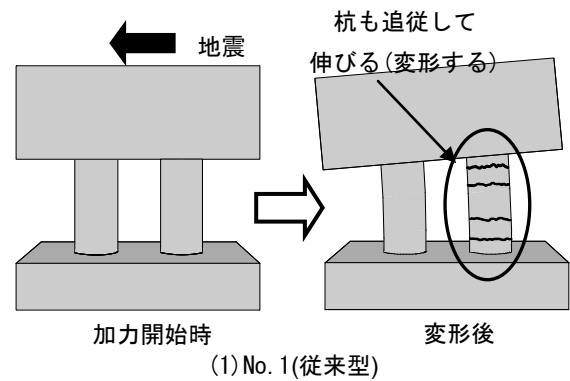 杭も追従して
地震
伸びる(変形する)
加力開始時
変形後
(1)No.1(従来型)